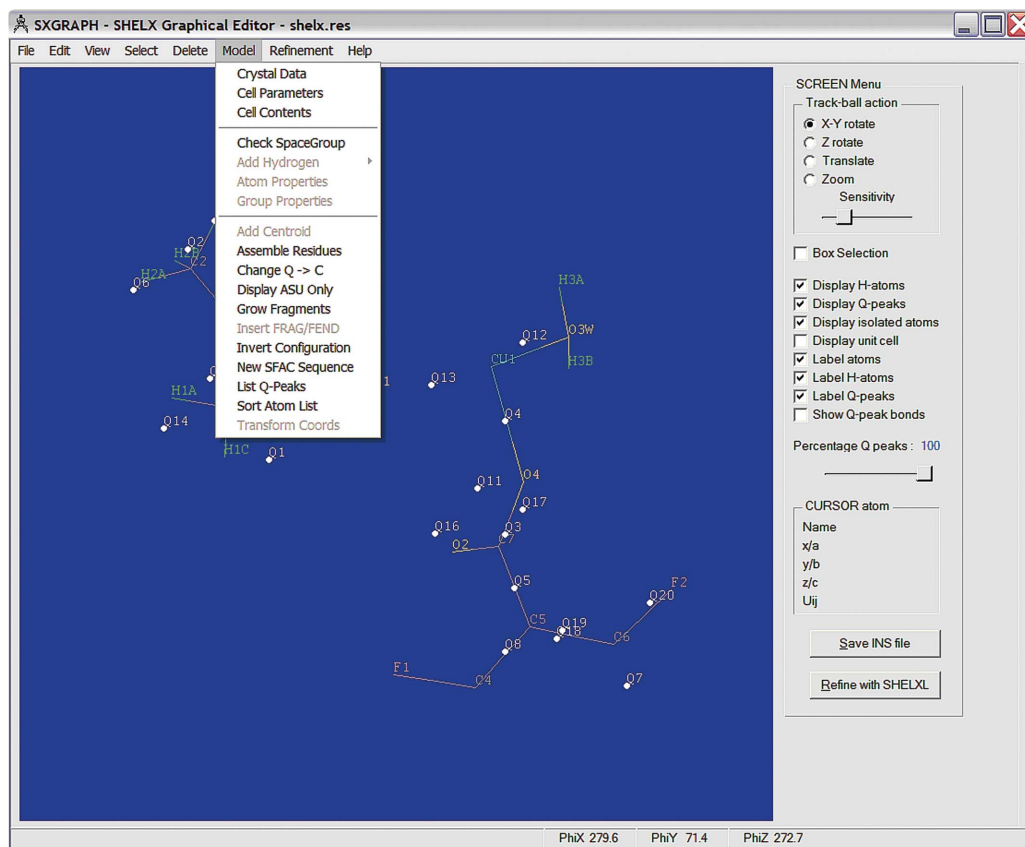 SXGRAPH - SHELX Graphical Editor - shelx.res
File Edit View Select Delete Model Refinement Help
Crystal Data
Cell Parameters
Cell Contents
Check SpaceGroup
Add Hydrogen
Atom Properties
Group Properties
Add Centroid
Assemble Residues
Change Q -> C
Display ASU Only
Grow Fragments
Insert FRAG/FEND
Invert Configuration
New SFAC Sequence
List Q-Peaks
Sort Atom List
Transform Coords
Q2
H2B
C2
H2A
Q6
H1A
Q14
H1C
Q1
H3A
Q12
O3W
CU1
H3B
Q13
Q4
O4
Q11
Q17
Q16
Q3
O2
C7
Q5
F2
Q20
C5
Q19
Q18
C6
Q8
F1
C4
Q7
SCREEN Menu
Track-ball action
X-Y rotate
Z rotate
Translate
Zoom
Sensitivity
Box Selection
Display H-atoms
Display Q-peaks
Display isolated atoms
Display unit cell
Label atoms
Label H-atoms
Label Q-peaks
Show Q-peak bonds
Percentage Q peaks : 100
CURSOR atom
Name
x/a
y/b
z/c
Uij
Save INS file
Refine with SHELXL
PhiX 279.6 PhiY 71.4 PhiZ 272.7